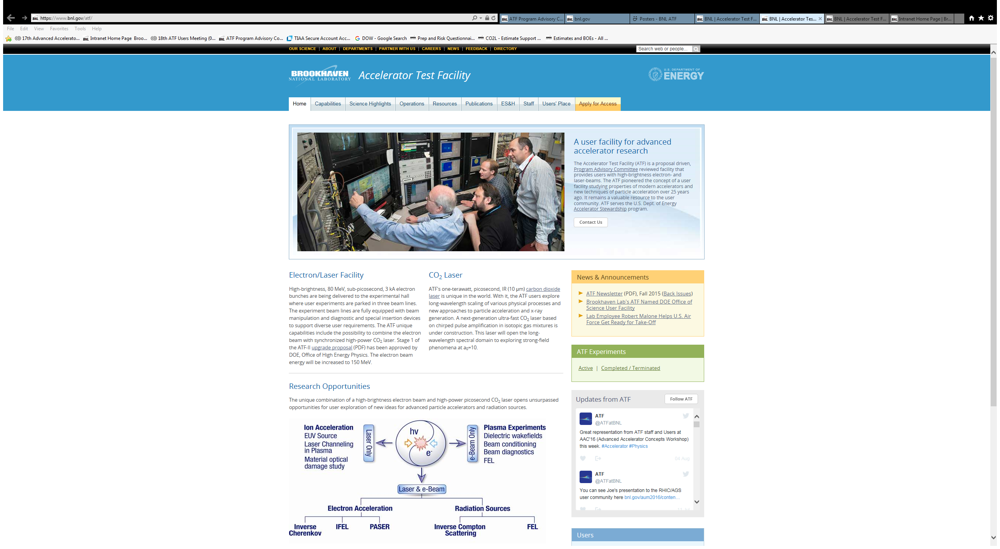 https://www.bnl.gov/atf/
ATF Program Advisory C...
bnl.gov
Posters - BNL ATF
BNL | Accelerator Test F...
BNL | Accelerator Tes...
BNL | Accelerator Test F...
Intranet Home Page | Br...
File Edit View Favorites Tools Help
17th Advanced Accelerato... Intranet Home Page Broo... 18th ATF Users Meeting (0... ATF Program Advisory Co... TIAA Secure Account Acc... DOW - Google Search Prep and Risk Questionnai... CO2L - Estimate Support ... Estimates and BOEs - All ...
OUR SCIENCE | ABOUT | DEPARTMENTS | PARTNER WITH US | CAREERS | NEWS | FEEDBACK | DIRECTORY
Search web or people...
BROOKHAVEN
NATIONAL LABORATORY
Accelerator Test Facility
U.S. DEPARTMENT OF
ENERGY
Home Capabilities Science Highlights Operations Resources Publications ES&H Staff Users' Place Apply for Access
A user facility for advanced
accelerator research
The Accelerator Test Facility (ATF) is a proposal driven,
Program Advisory Committee reviewed facility that
provides users with high-brightness electron- and
laser-beams. The ATF pioneered the concept of a user
facility studying properties of modern accelerators and
new techniques of particle acceleration over 25 years
ago. It remains a valuable resource to the user
community. ATF serves the U.S. Dept. of Energy
Accelerator Stewardship program.
Contact Us
Electron/Laser Facility
High-brightness, 80 MeV, sub-picosecond, 3 kA electron
bunches are being delivered to the experimental hall
where user experiments are parked in three beam lines.
The experiment beam lines are fully equipped with beam
manipulation and diagnostic and special insertion devices
to support diverse user requirements. The ATF unique
capabilities include the possibility to combine the electron
beam with synchronized high-power CO2 laser. Stage 1 of
the ATF-II upgrade proposal (PDF) has been approved by
DOE, Office of High Energy Physics. The electron beam
energy will be increased to 150 MeV.
CO2 Laser
ATF's one-terawatt, picosecond, IR (10 µm) carbon dioxide
laser is unique in the world. With it, the ATF users explore
long-wavelength scaling of various physical processes and
new approaches to particle acceleration and x-ray
generation. A next-generation ultra-fast CO2 laser based
on chirped pulse amplification in isotopic gas mixtures is
under construction. This laser will open the long-
wavelength spectral domain to exploring strong-field
phenomena at a0=10.
News & Announcements
ATF Newsletter (PDF), Fall 2015 (Back Issues)
Brookhaven Lab's ATF Named DOE Office of
Science User Facility
Lab Employee Robert Malone Helps U.S. Air
Force Get Ready for Take-Off
ATF Experiments
Active | Completed / Terminated
Research Opportunities
The unique combination of a high-brightness electron beam and high-power picosecond CO2 laser opens unsurpassed
opportunities for user exploration of new ideas for advanced particle accelerators and radiation sources.
Ion Acceleration
EUV Source
Laser Channeling
in Plasma
Material optical
damage study
Laser Only
hν
e-
e-Beam Only
Plasma Experiments
Dielectric wakefields
Beam conditioning
Beam diagnostics
FEL
Laser & e-Beam
Electron Acceleration
Radiation Sources
Inverse
Cherenkov
IFEL
PASER
Inverse Compton
Scattering
FEL
Updates from ATF
Follow ATF
ATF
@ATFatBNL
Great representation from ATF staff and Users at
AAC'16 (Advanced Accelerator Concepts Workshop)
this week. #Accelerator #Physics
04 Aug
ATF
@ATFatBNL
You can see Joe's presentation to the RHIC/AGS
user community here bnl.gov/aum2016/conten...
11 Jul
Users